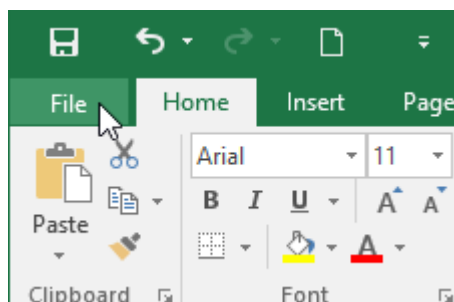 File Home Insert Page
Arial 11
B I U A A
Paste
A
Clipboard Font